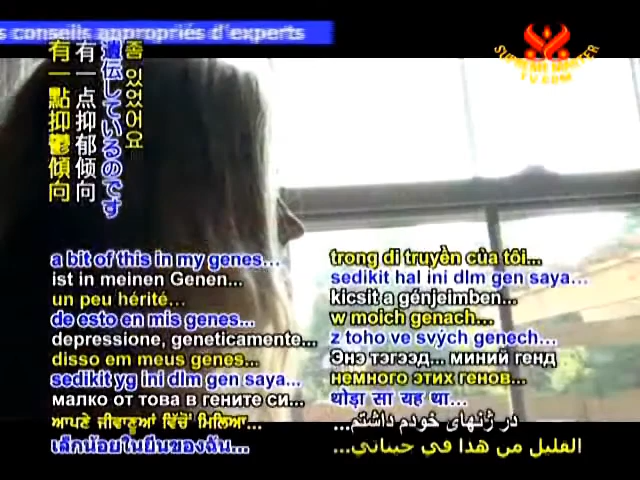 s conseils appropriés d'experts
SUPREME MASTER
TV.COM
좀 있었어요
遺伝しているのです
有一点抑郁倾向
有一點抑鬱傾向
a bit of this in my genes...
ist in meinen Genen...
un peu hérité...
de esto en mis genes...
depressione, geneticamente...
disso em meus genes...
sedikit yg ini dlm gen saya...
малко от това в гените си...
ਆਪਣੇ ਜੀਵਾਣੂਆਂ ਵਿੱਚੋਂ ਮਿਲਿਆ...
เล็กน้อยในยีนของฉัน...
trong di truyền của tôi...
sedikit hal ini dlm gen saya...
kicsit a génjeimben...
w moich genach...
z toho ve svých genech...
Энэ тэгээд... миний генд
немного этих генов...
थोड़ा सा यह था...
در ژنهای خودم داشتم...
القليل من هذا في جيناتي...